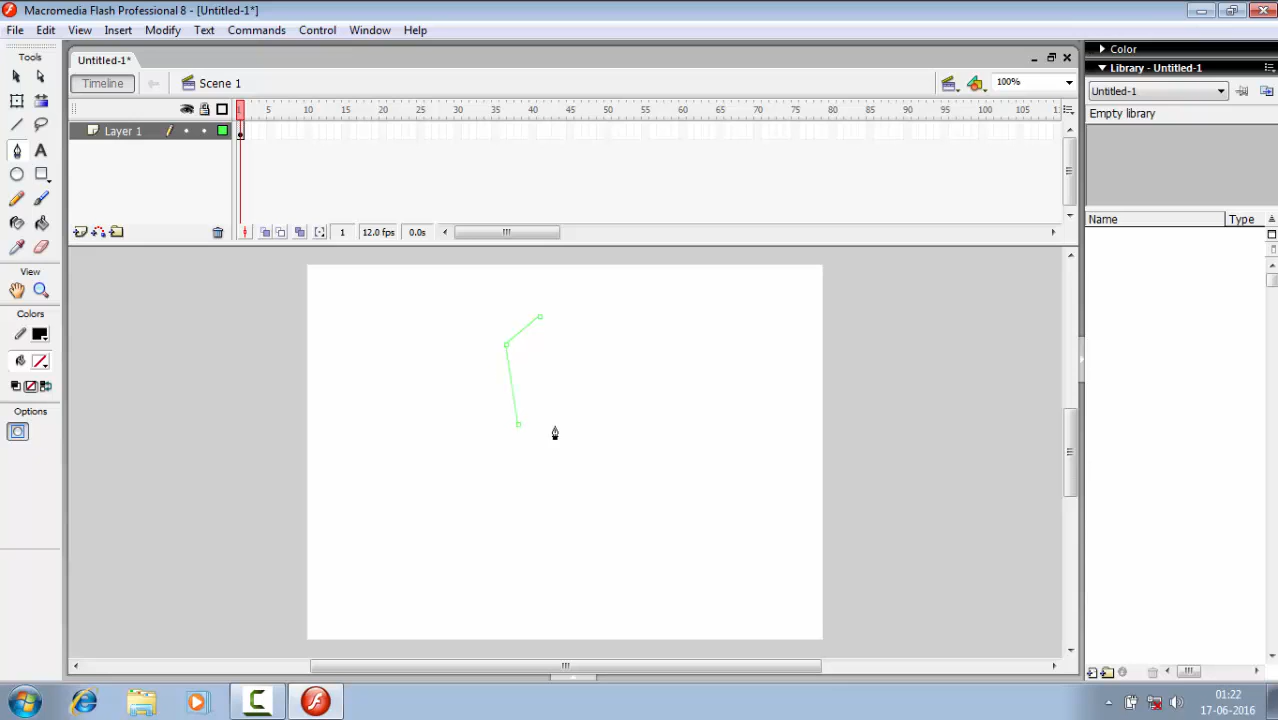 Macromedia Flash Professional 8 - [Untitled-1*]
File Edit View Insert Modify Text Commands Control Window Help
Tools
Untitled-1*
Timeline
Scene 1
100%
1 5 10 15 20 25 30 35 40 45 50 55 60 65 70 75 80 85 90 95 100 105
Layer 1
1 12.0 fps 0.0s
View
Colors
Options
Color
Library - Untitled-1
Untitled-1
Empty library
Name Type
01:22
17-06-2016